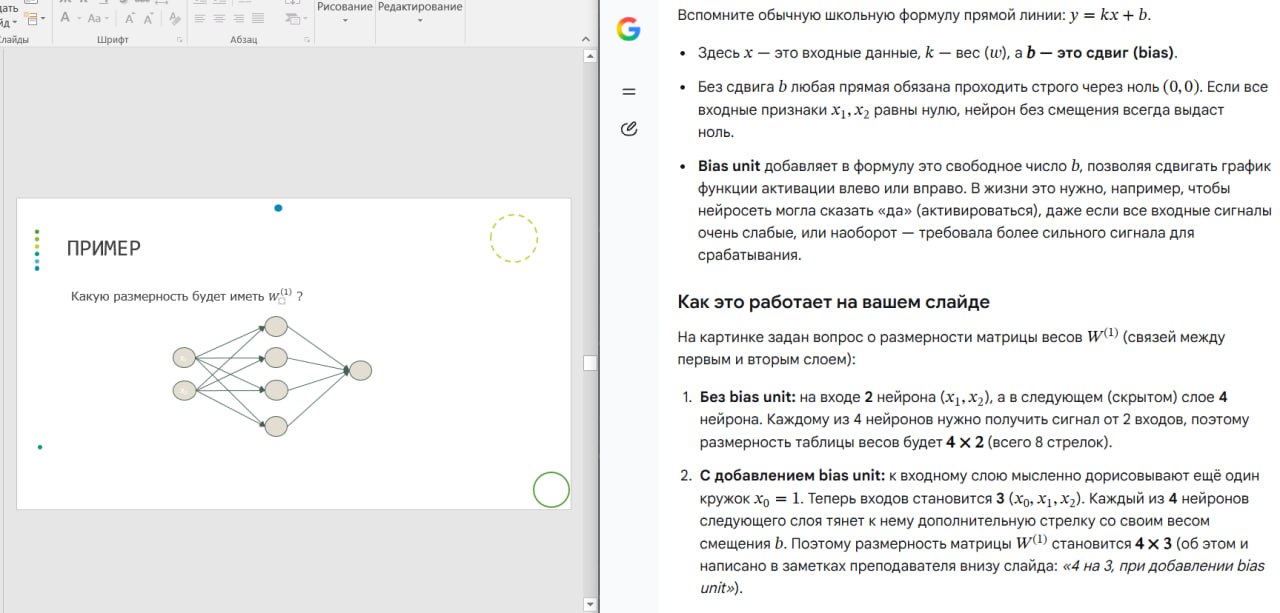 дать
йд
лайды
Шрифт
Абзац
Рисование
Редактирование
ПРИМЕР
Какую размерность будет иметь w⁽¹⁾ ?
Вспомните обычную школьную формулу прямой линии: y = kx + b.
• Здесь x — это входные данные, k — вес (w), а b — это сдвиг (bias).
• Без сдвига b любая прямая обязана проходить строго через ноль (0, 0). Если все
входные признаки x₁, x₂ равны нулю, нейрон без смещения всегда выдаст
ноль.
• Bias unit добавляет в формулу это свободное число b, позволяя сдвигать график
функции активации влево или вправо. В жизни это нужно, например, чтобы
нейросеть могла сказать «да» (активироваться), даже если все входные сигналы
очень слабые, или наоборот — требовала более сильного сигнала для
срабатывания.
Как это работает на вашем слайде
На картинке задан вопрос о размерности матрицы весов W⁽¹⁾ (связей между
первым и вторым слоем):
1. Без bias unit: на входе 2 нейрона (x₁, x₂), а в следующем (скрытом) слое 4
нейрона. Каждому из 4 нейронов нужно получить сигнал от 2 входов, поэтому
размерность таблицы весов будет 4 × 2 (всего 8 стрелок).
2. С добавлением bias unit: к входному слою мысленно дорисовывают ещё один
кружок x₀ = 1. Теперь входов становится 3 (x₀, x₁, x₂). Каждый из 4 нейронов
следующего слоя тянет к нему дополнительную стрелку со своим весом
смещения b. Поэтому размерность матрицы W⁽¹⁾ становится 4 × 3 (об этом и
написано в заметках преподавателя внизу слайда: «4 на 3, при добавлении bias
unit»).